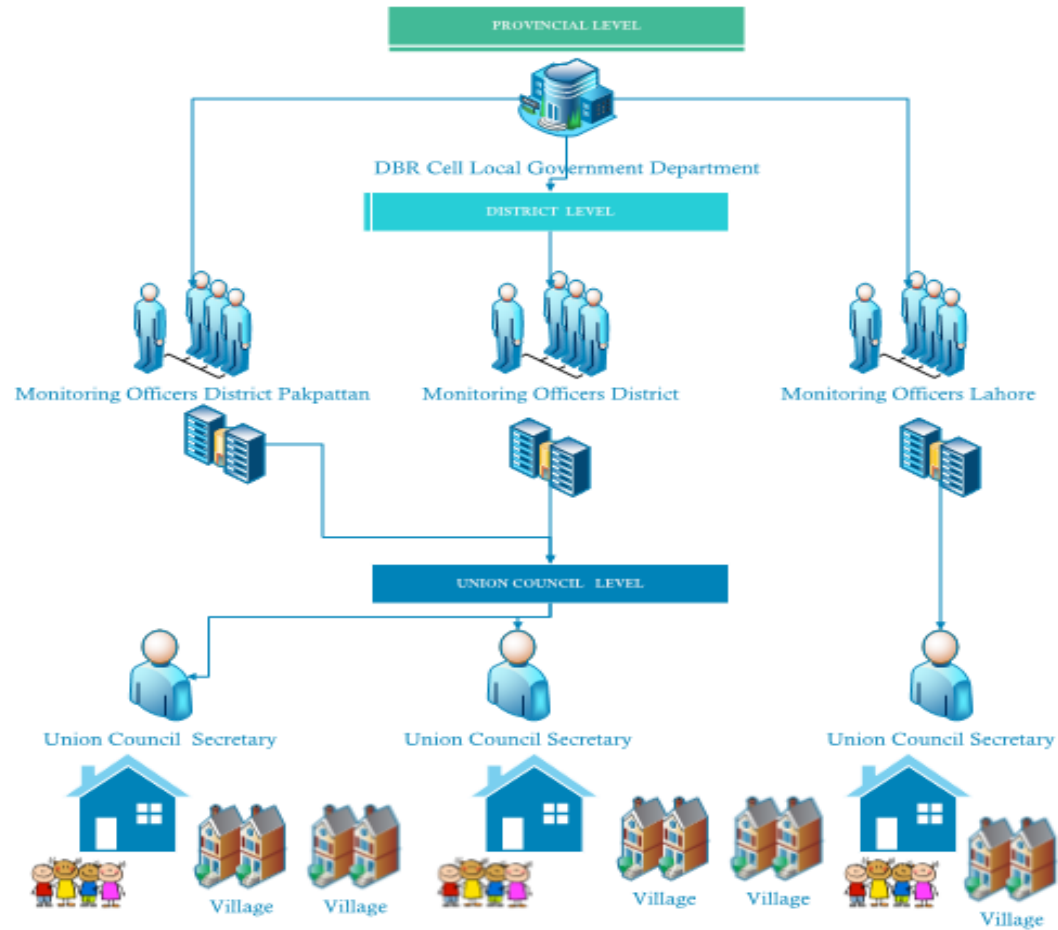 PROVINCIAL LEVEL
DBR Cell Local Government Department
DISTRICT LEVEL
Monitoring Officers District Pakpattan
Monitoring Officers District
Monitoring Officers Lahore
UNION COUNCIL LEVEL
Union Council Secretary
Union Council Secretary
Union Council Secretary
Village
Village
Village
Village
Village